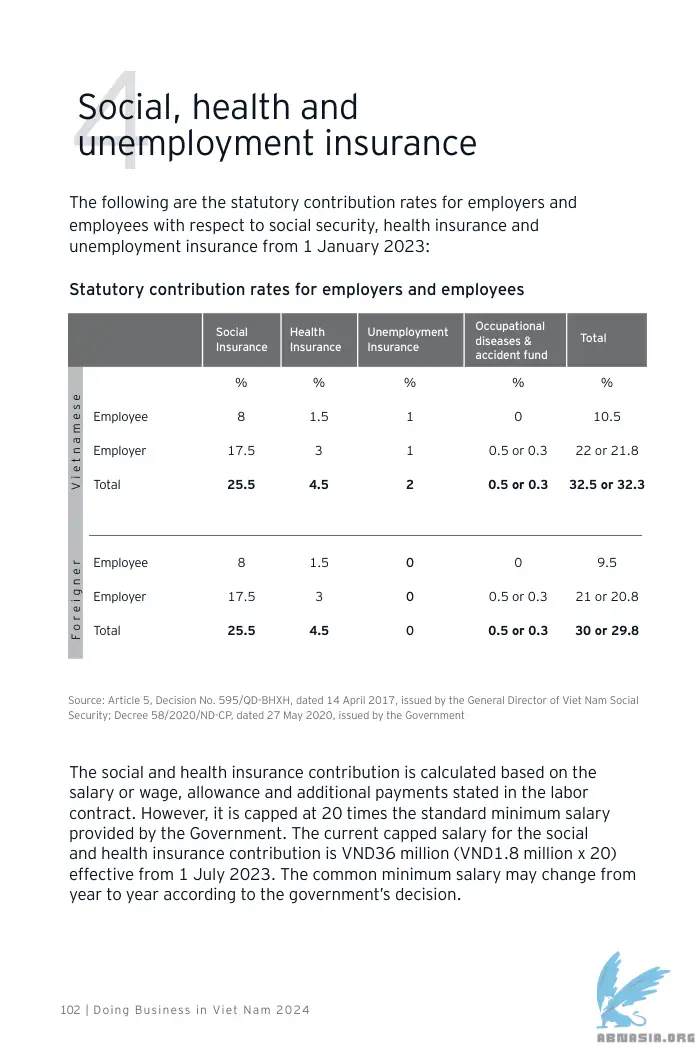 4
Social, health and
unemployment insurance
The following are the statutory contribution rates for employers and
employees with respect to social security, health insurance and
unemployment insurance from 1 January 2023:
Statutory contribution rates for employers and employees
Social Insurance Health Insurance Unemployment Insurance Occupational diseases & accident fund Total
Vietnamese
% % % % %
Employee 8 1.5 1 0 10.5
Employer 17.5 3 1 0.5 or 0.3 22 or 21.8
Total 25.5 4.5 2 0.5 or 0.3 32.5 or 32.3
Foreigner
Employee 8 1.5 0 0 9.5
Employer 17.5 3 0 0.5 or 0.3 21 or 20.8
Total 25.5 4.5 0 0.5 or 0.3 30 or 29.8
Source: Article 5, Decision No. 595/QD-BHXH, dated 14 April 2017, issued by the General Director of Viet Nam Social
Security; Decree 58/2020/ND-CP, dated 27 May 2020, issued by the Government
The social and health insurance contribution is calculated based on the
salary or wage, allowance and additional payments stated in the labor
contract. However, it is capped at 20 times the standard minimum salary
provided by the Government. The current capped salary for the social
and health insurance contribution is VND36 million (VND1.8 million x 20)
effective from 1 July 2023. The common minimum salary may change from
year to year according to the government's decision.
102 | Doing Business in Viet Nam 2024
ABNASIA.ORG